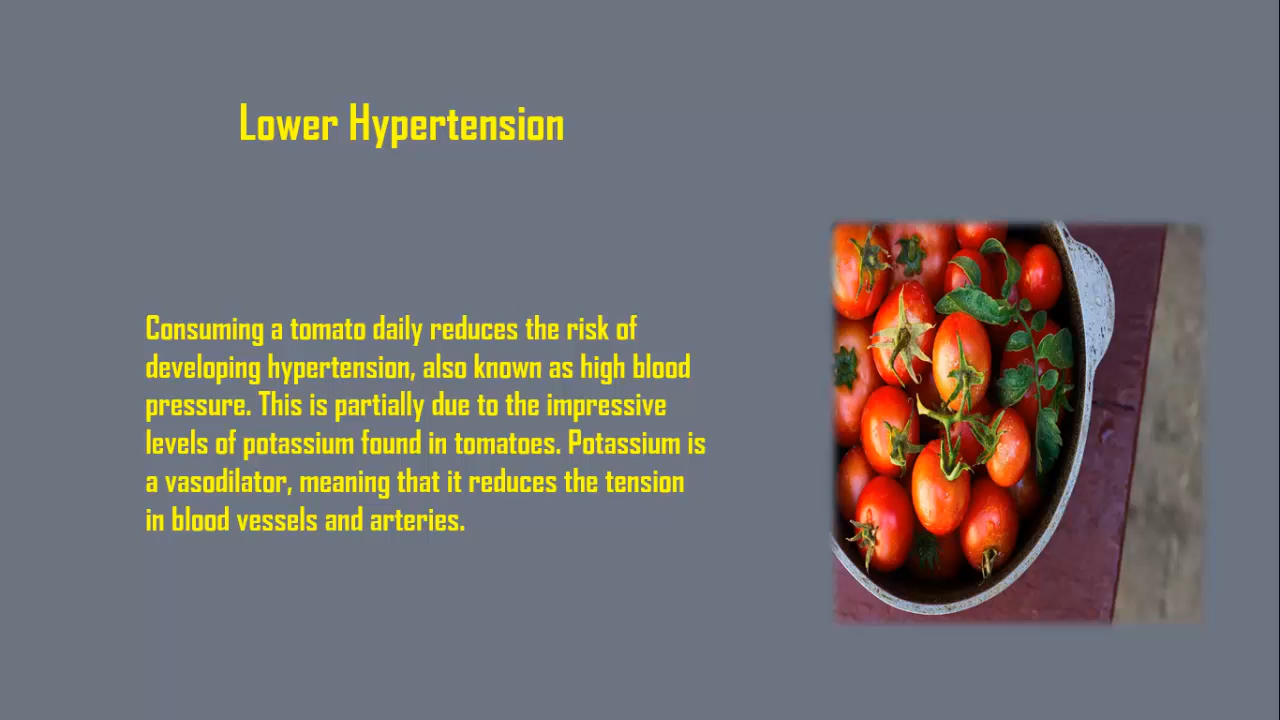 Lower Hypertension
Consuming a tomato daily reduces the risk of
developing hypertension, also known as high blood
pressure. This is partially due to the impressive
levels of potassium found in tomatoes. Potassium is
a vasodilator, meaning that it reduces the tension
in blood vessels and arteries.